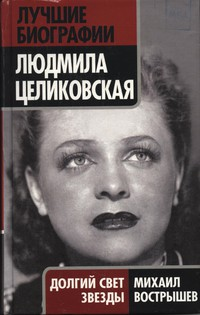 ЛУЧШИЕ
БИОГРАФИИ
ЛЮДМИЛА
ЦЕЛИКОВСКАЯ
ДОЛГИЙ СВЕТ
ЗВЕЗДЫ
МИХАИЛ
ВОСТРЫШЕВ